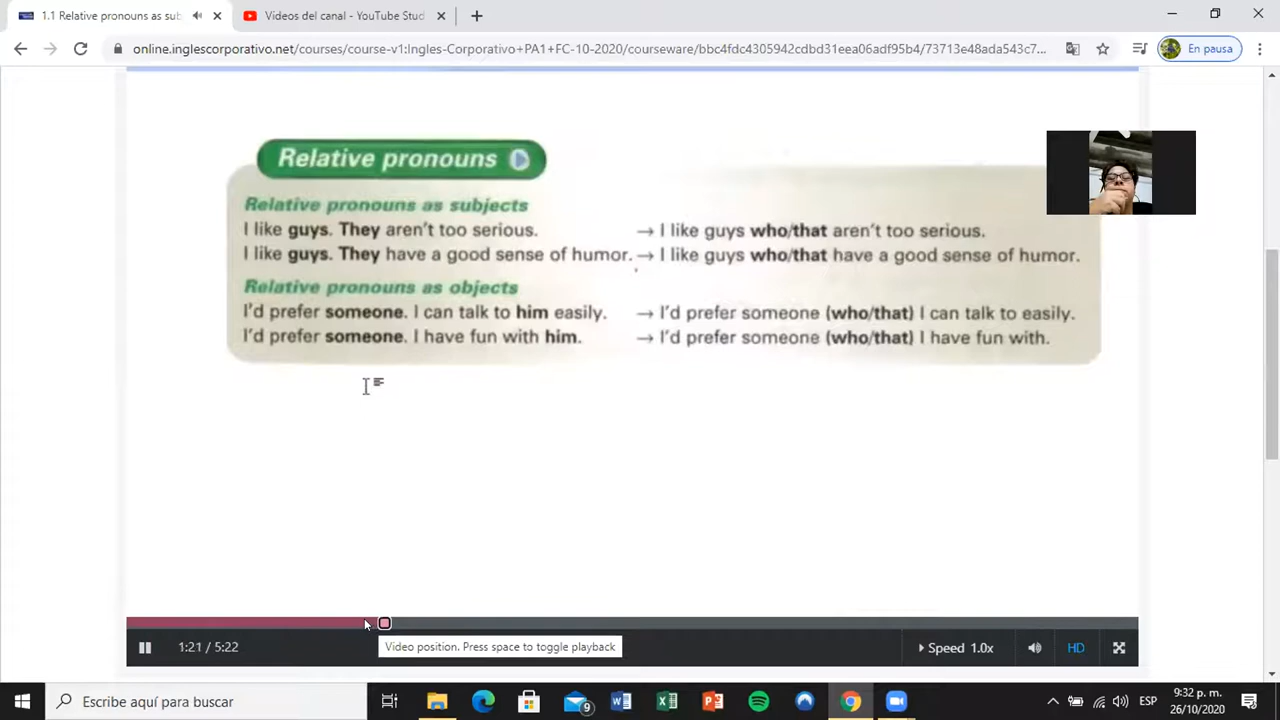 1.1 Relative pronouns as sub
Videos del canal - YouTube Stud
online.inglescorporativo.net/courses/course-v1:Ingles-Corporativo+PA1+FC-10-2020/courseware/bbc4fdc4305942cdbd31eea06adf95b4/73713e48ada543c7...
En pausa
Relative pronouns
Relative pronouns as subjects
I like guys. They aren't too serious. → I like guys who/that aren't too serious.
I like guys. They have a good sense of humor. → I like guys who/that have a good sense of humor.
Relative pronouns as objects
I'd prefer someone. I can talk to him easily. → I'd prefer someone (who/that) I can talk to easily.
I'd prefer someone. I have fun with him. → I'd prefer someone (who/that) I have fun with.
1:21 / 5:22
Video position. Press space to toggle playback
Speed 1.0x
HD
Escribe aquí para buscar
9
ESP
9:32 p. m.
26/10/2020